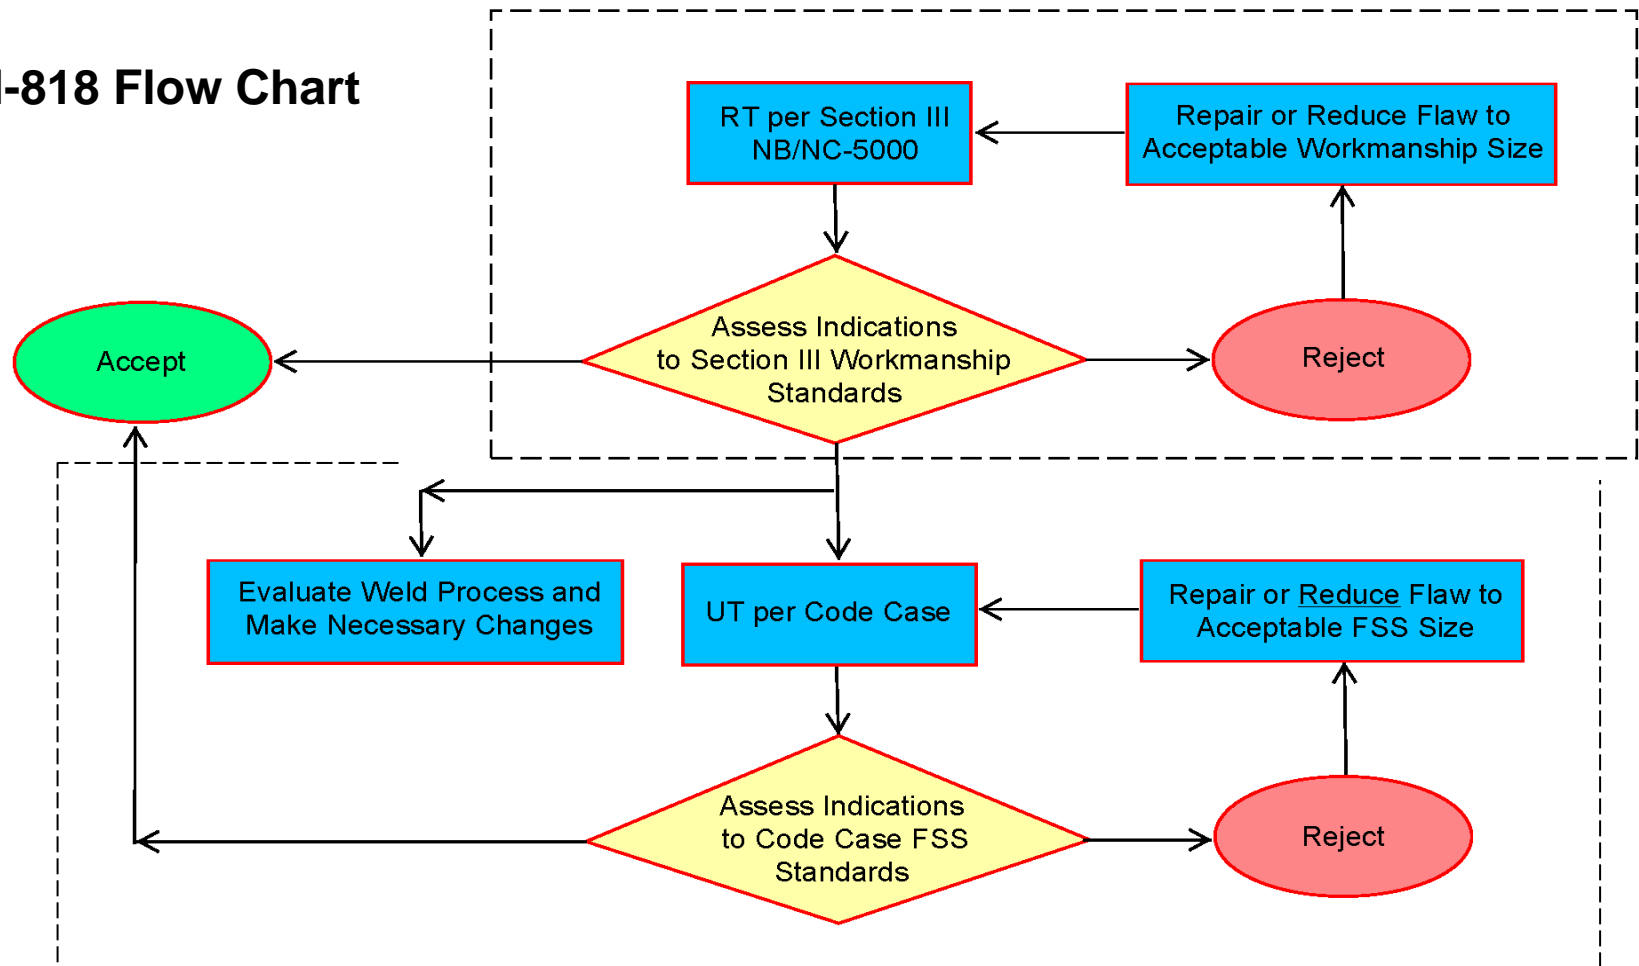 -818 Flow Chart
RT per Section III
NB/NC-5000
Repair or Reduce Flaw to
Acceptable Workmanship Size
Assess Indications
to Section III Workmanship
Standards
Accept
Reject
Evaluate Weld Process and
Make Necessary Changes
UT per Code Case
Repair or Reduce Flaw to
Acceptable FSS Size
Assess Indications
to Code Case FSS
Standards
Reject